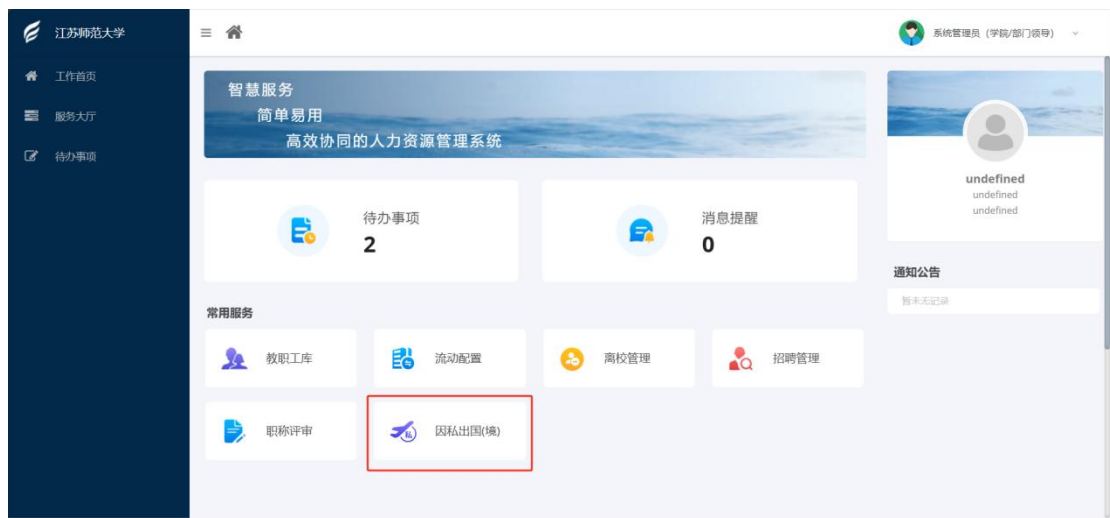 江苏师范大学
系统管理员（学院/部门领导）
工作首页
服务大厅
待办事项
智慧服务
简单易用
高效协同的人力资源管理系统
undefined
undefined
undefined
待办事项
2
消息提醒
0
通知公告
暂未无记录
常用服务
教职工库
流动配置
离校管理
招聘管理
职称评审
私
因私出国(境)